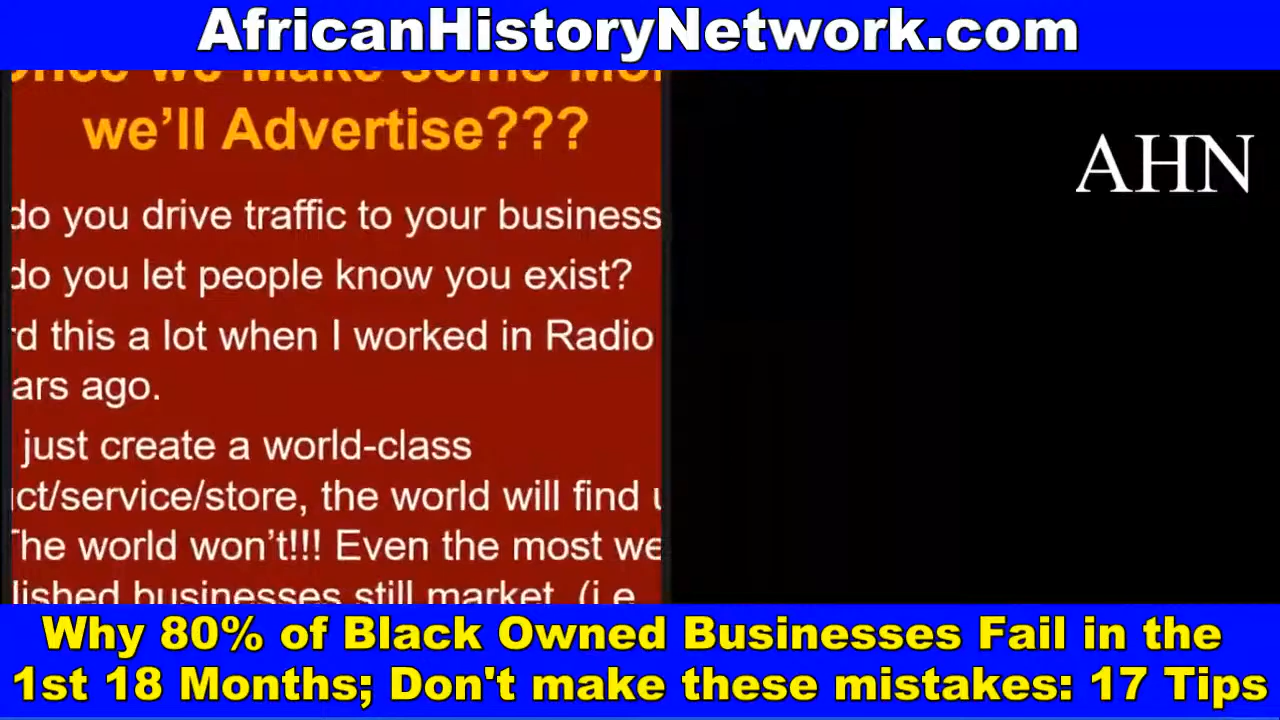 AfricanHistoryNetwork.com
we'll Advertise???
AHN
do you drive traffic to your business
do you let people know you exist?
this a lot when I worked in Radio
ago.
just create a world-class
the world will find
world won't!!! Even the most
businesses still market. (i.e.
Why 80% of Black Owned Businesses Fail in the
1st 18 Months; Don't make these mistakes: 17 Tips